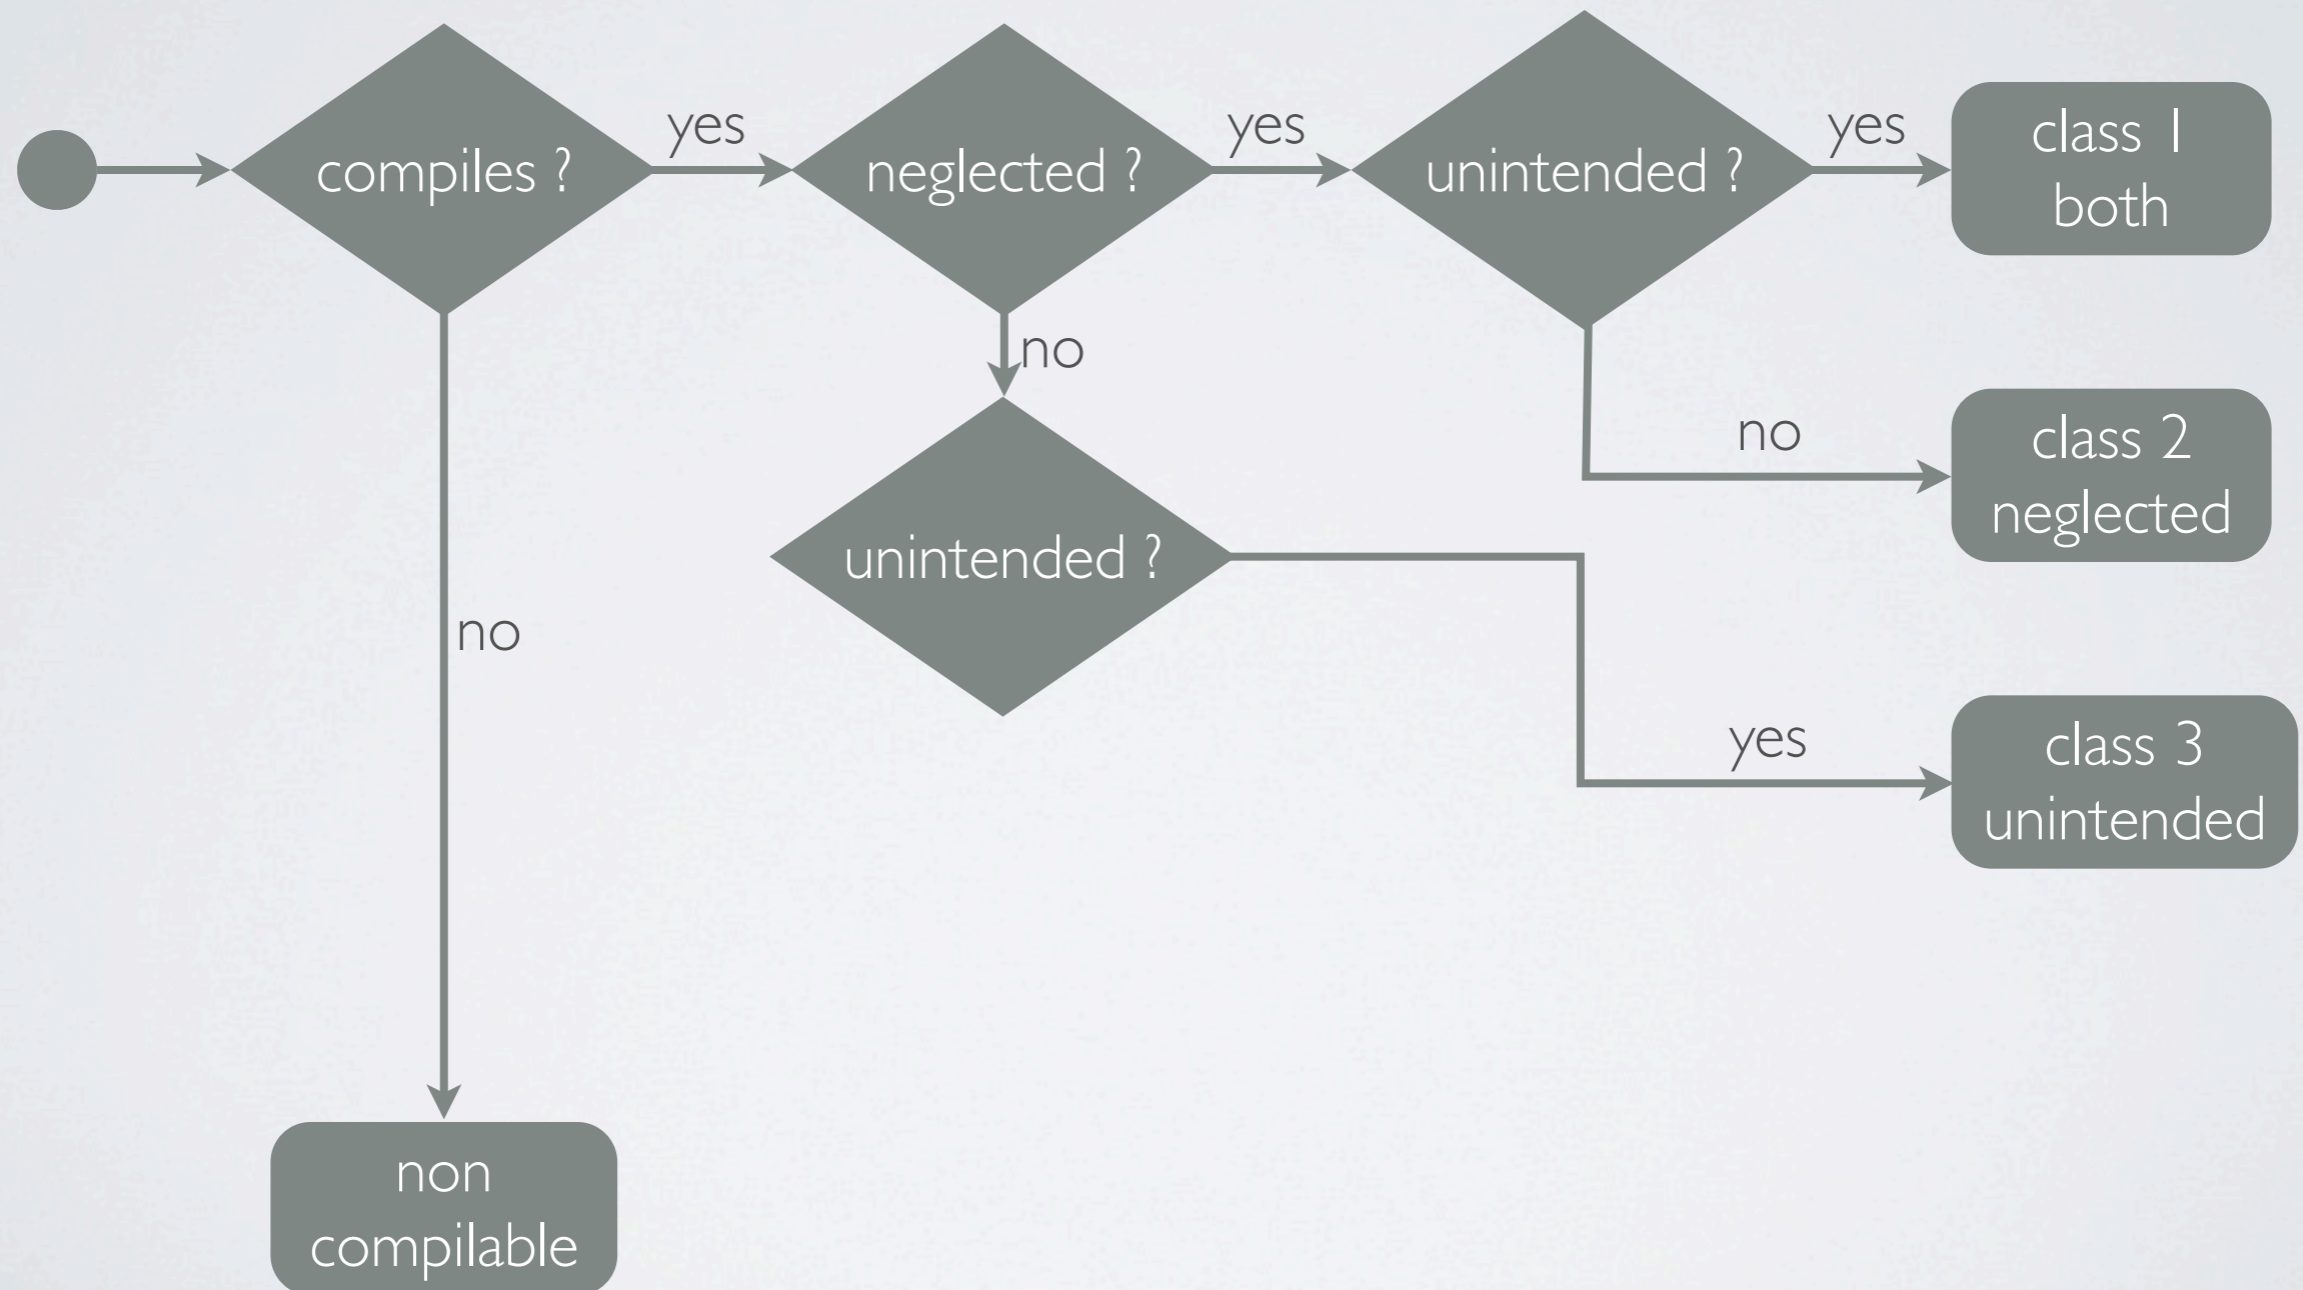 compiles ?
yes
neglected ?
yes
unintended ?
yes
class 1
both
no
no
class 2
neglected
unintended ?
no
yes
class 3
unintended
non
compilable